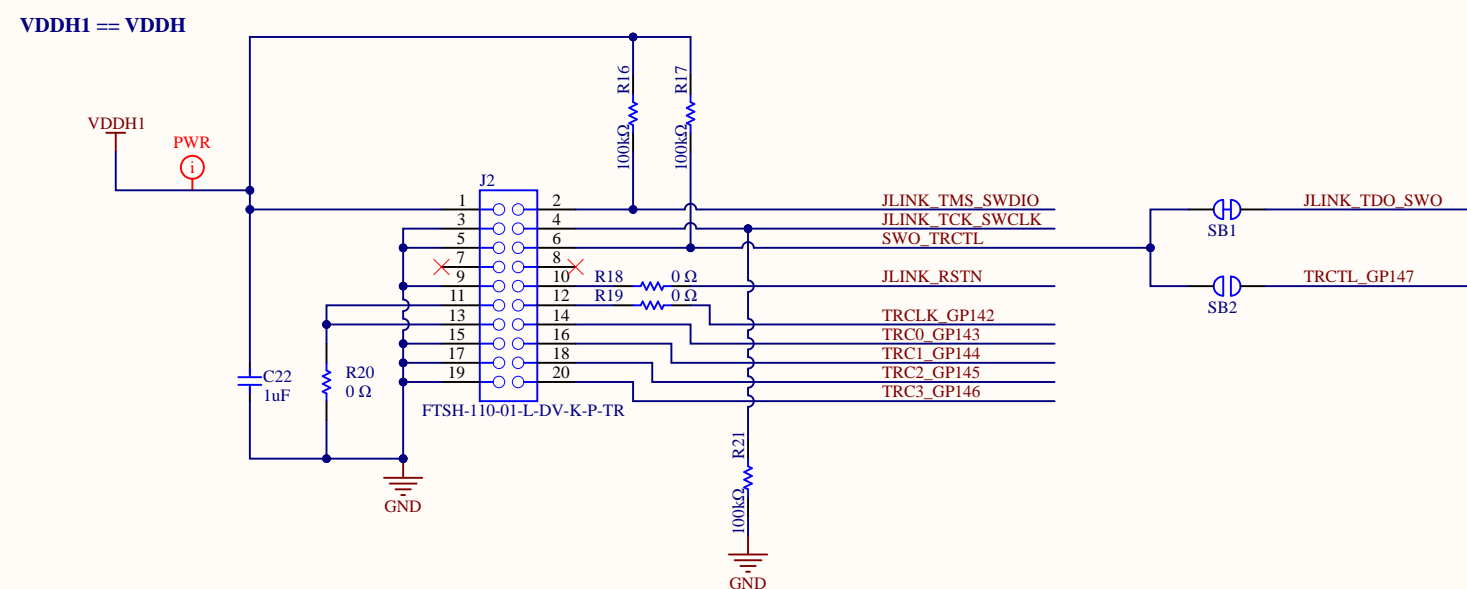 VDDH1 == VDDH
VDDH1
PWR
i
R16
100kΩ
R17
100kΩ
J2
1
2
JLINK_TMS_SWDIO
3
4
JLINK_TCK_SWCLK
5
6
SWO_TRCTL
7
8
9
10
R18
0 Ω
JLINK_RSTN
11
12
R19
0 Ω
13
14
TRCLK_GP142
15
16
TRC0_GP143
17
18
TRC1_GP144
19
20
TRC2_GP145
TRC3_GP146
JLINK_TDO_SWO
SB1
TRCTL_GP147
SB2
C22
1uF
R20
0 Ω
FTSH-110-01-L-DV-K-P-TR
R21
100kΩ
GND
GND